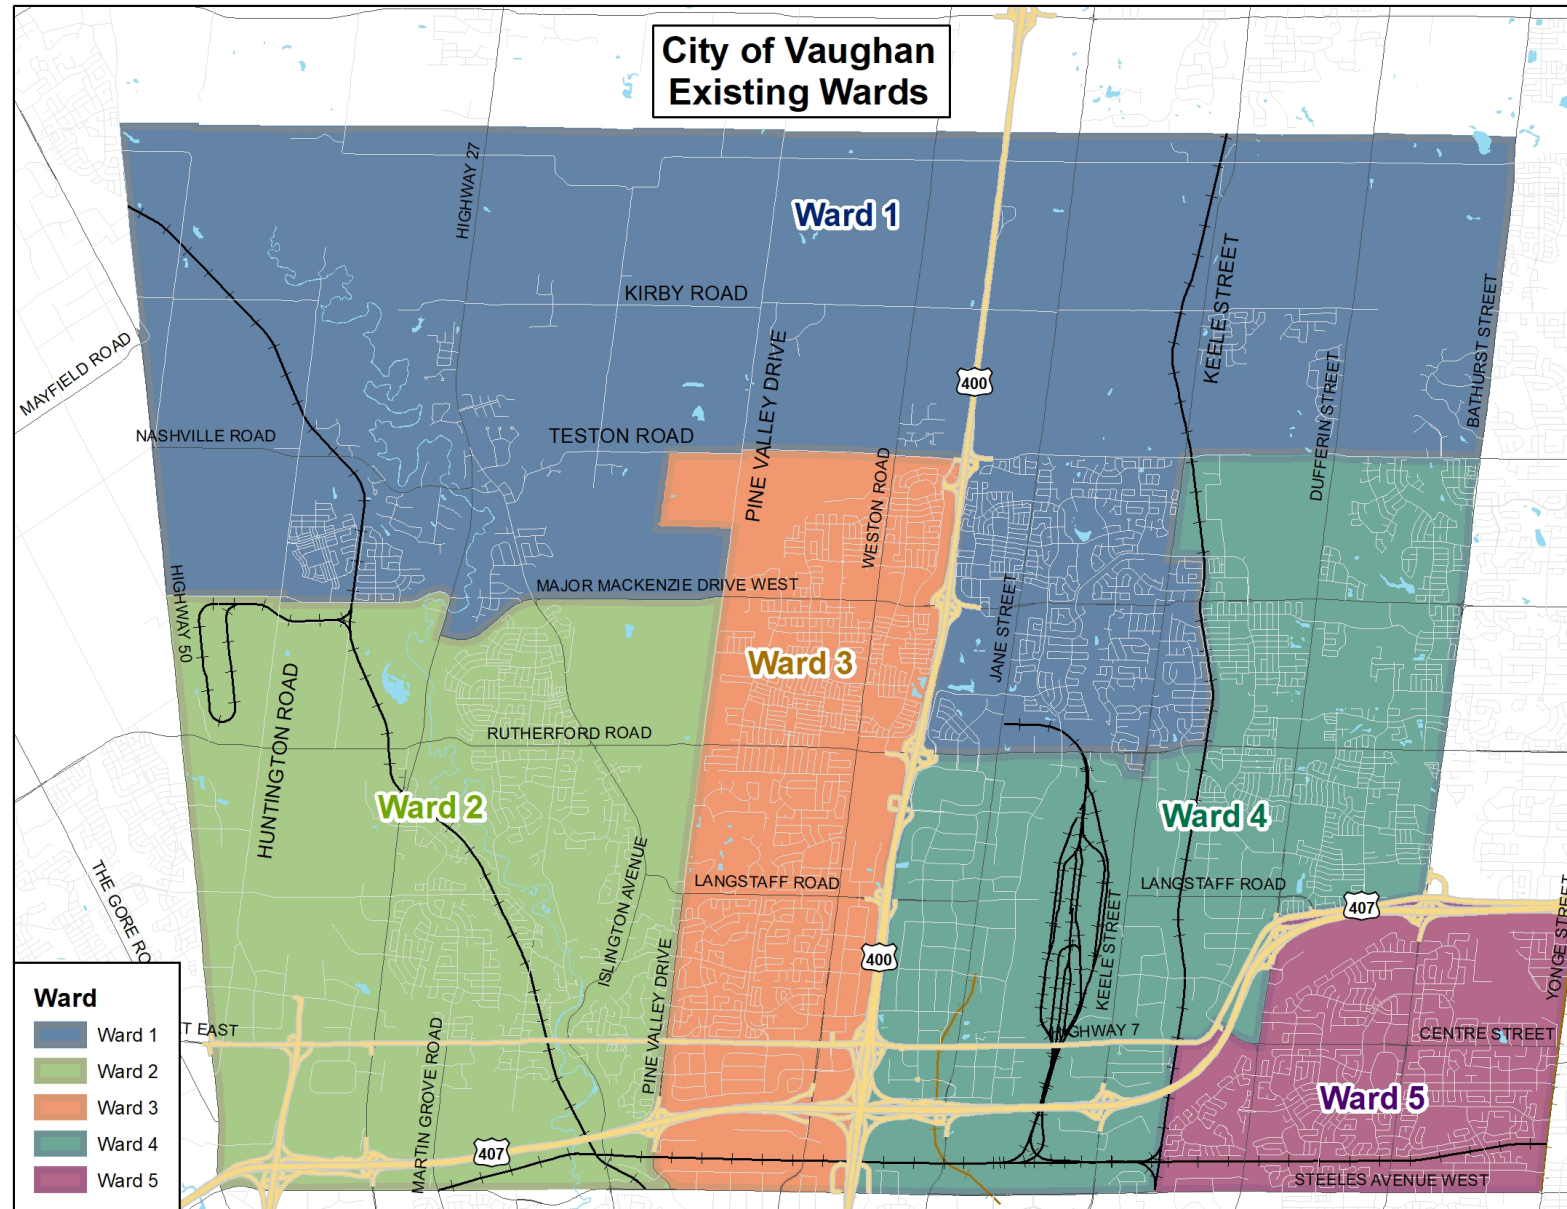 City of Vaughan
Existing Wards
HIGHWAY 27
Ward 1
KEELE STREET
KIRBY ROAD
BATHURST STREET
MAYFIELD ROAD
PINE VALLEY DRIVE
400
DUFFERIN STREET
NASHVILLE ROAD
TESTON ROAD
WESTON ROAD
HIGHWAY 50
MAJOR MACKENZIE DRIVE WEST
JANE STREET
Ward 3
HUNTINGTON ROAD
RUTHERFORD ROAD
Ward 2
Ward 4
LANGSTAFF ROAD
LANGSTAFF ROAD
407
THE GORE RO
ISLINGTON AVENUE
KEELE STREET
YONGE STREET
400
PINE VALLEY DRIVE
T EAST
HIGHWAY 7
CENTRE STREET
MARTIN GROVE ROAD
Ward 5
407
STEELES AVENUE WEST
Ward
Ward 1
Ward 2
Ward 3
Ward 4
Ward 5